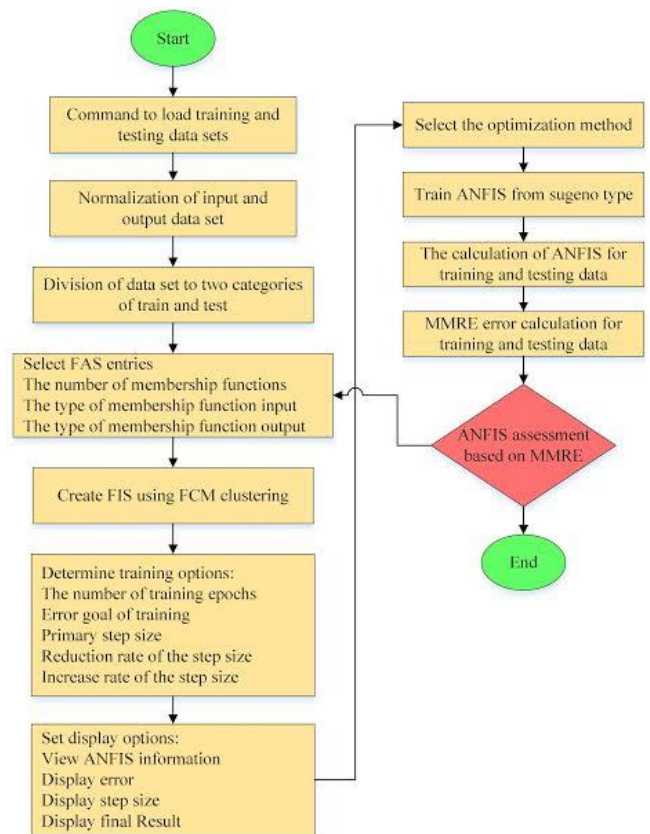 Start
Command to load training and
testing data sets
Normalization of input and
output data set
Division of data set to two categories
of train and test
Select FAS entries
The number of membership functions
The type of membership function input
The type of membership function output
Create FIS using FCM clustering
Determine training options:
The number of training epochs
Error goal of training
Primary step size
Reduction rate of the step size
Increase rate of the step size
Set display options:
View ANFIS information
Display error
Display step size
Display final Result
Select the optimization method
Train ANFIS from sugeno type
The calculation of ANFIS for
training and testing data
MMRE error calculation for
training and testing data
ANFIS assessment
based on MMRE
End